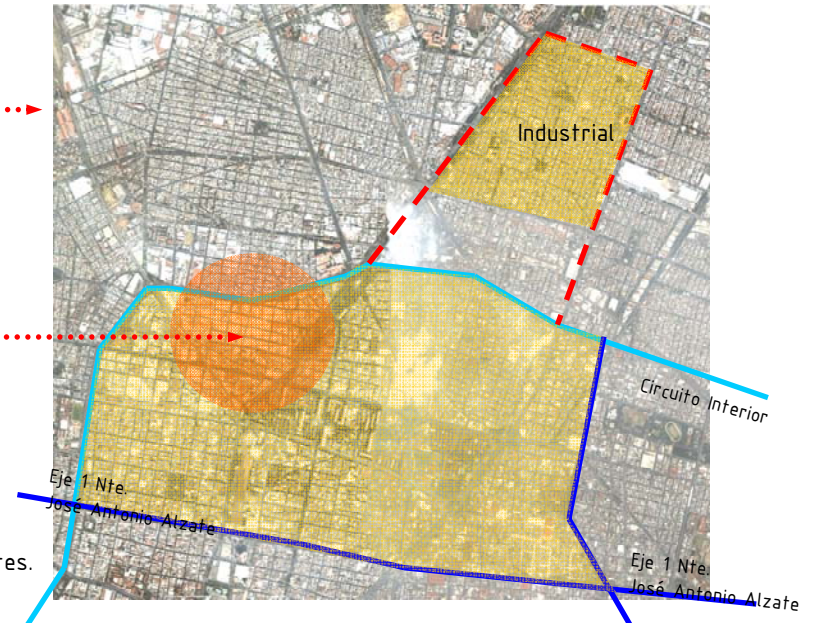 Industrial
Circuito Interior
Eje 1 Nte.
José Antonio Alzate
res.
Eje 1 Nte.
José Antonio Alzate